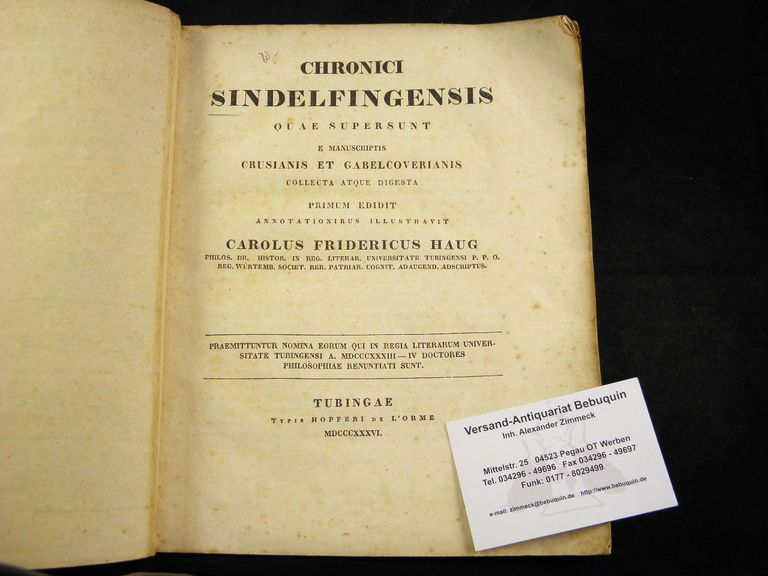 CHRONICI
SINDELFINGENSIS
QUAE SUPERSUNT
E MANUSCRIPTIS
CRUSIANIS ET GABELCOVERIANIS
COLLECTA ATQUE DIGESTA
PRIMUM EDIDIT
ANNOTATIONIBUS ILLUSTRAVIT
CAROLUS FRIDERICUS HAUG
PHILOS. DR. HISTOR. IN REG. LITERAR. UNIVERSITATE TUBINGENSI P. P. O.
REG. WÜRTEMB. SOCIET. RER. PATRIAR. COGNIT. ADAUGEND. ADSCRIPTUS.
PRAEMITTUNTUR NOMINA EORUM QUI IN REGIA LITERARUM UNIVER-
SITATE TUBINGENSI A. MDCCCXXXIII — IV DOCTORES
PHILOSOPHIAE RENUNTIATI SUNT.
TUBINGAE
TYPIS HOPFERI DE L'ORME
MDCCCXXXVI.
Versand-Antiquariat Bebuquin
Inh. Alexander Zimmeck
Mittelstr. 25 04523 Pegau OT Werben
Tel. 034296 - 49696 Fax 034296 - 49697
Funk: 0177 - 8029499
e-mail: zimmeck@bebuquin.de http://www.bebuquin.de